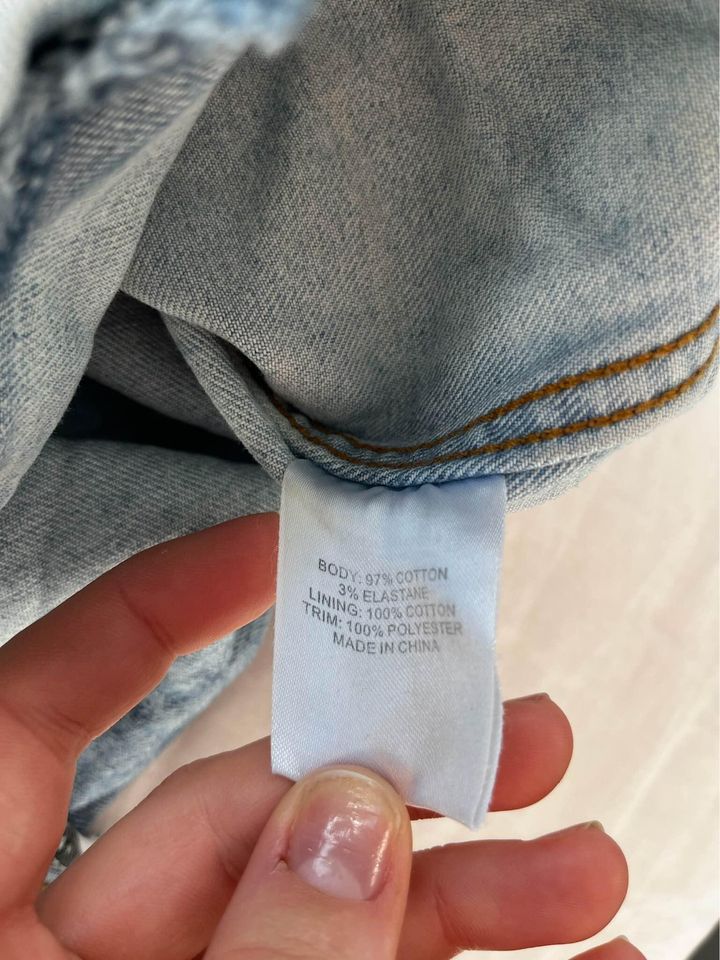 BODY: 97% COTTON
3% ELASTANE
LINING: 100% COTTON
TRIM: 100% POLYESTER
MADE IN CHINA